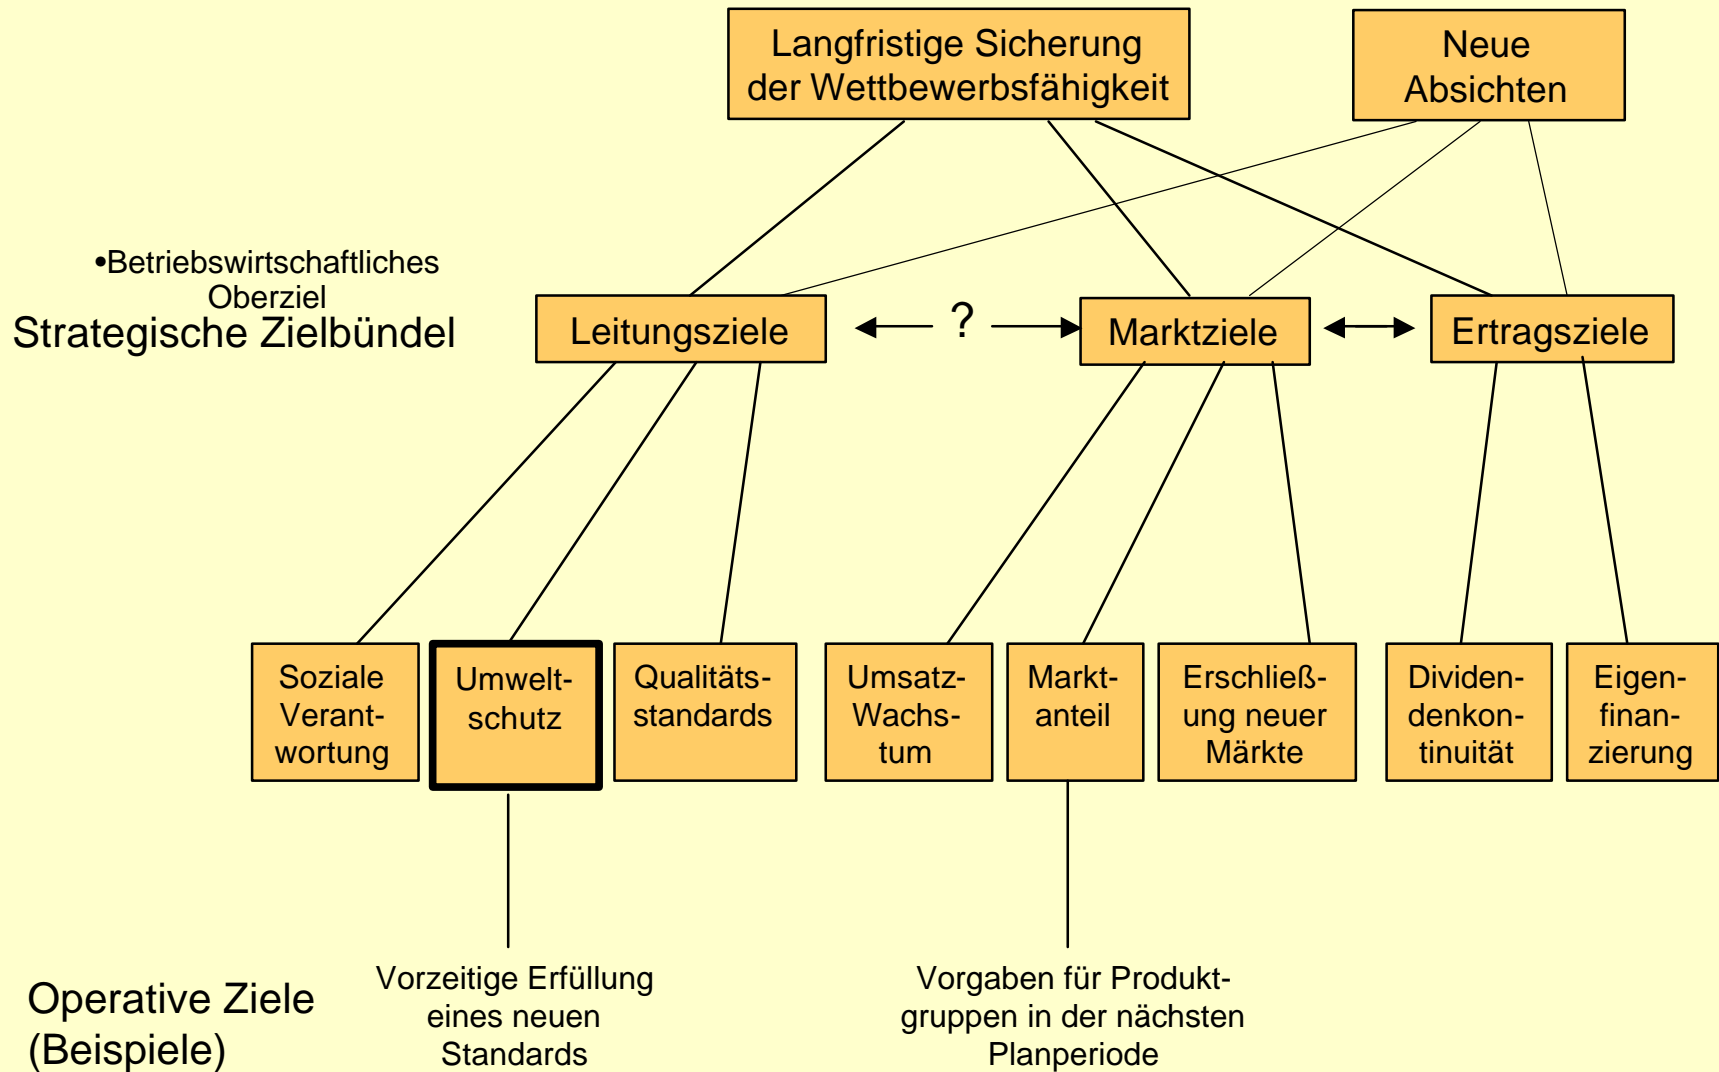 Langfristige Sicherung
der Wettbewerbsfähigkeit
Neue
Absichten
•Betriebswirtschaftliches
Oberziel
Strategische Zielbündel
Leitungsziele
?
Marktziele
Ertragsziele
Soziale
Verant-
wortung
Umwelt-
schutz
Qualitäts-
standards
Umsatz-
Wachs-
tum
Markt-
anteil
Erschließ-
ung neuer
Märkte
Dividen-
denkon-
tinuität
Eigen-
finan-
zierung
Operative Ziele
(Beispiele)
Vorzeitige Erfüllung
eines neuen
Standards
Vorgaben für Produkt-
gruppen in der nächsten
Planperiode